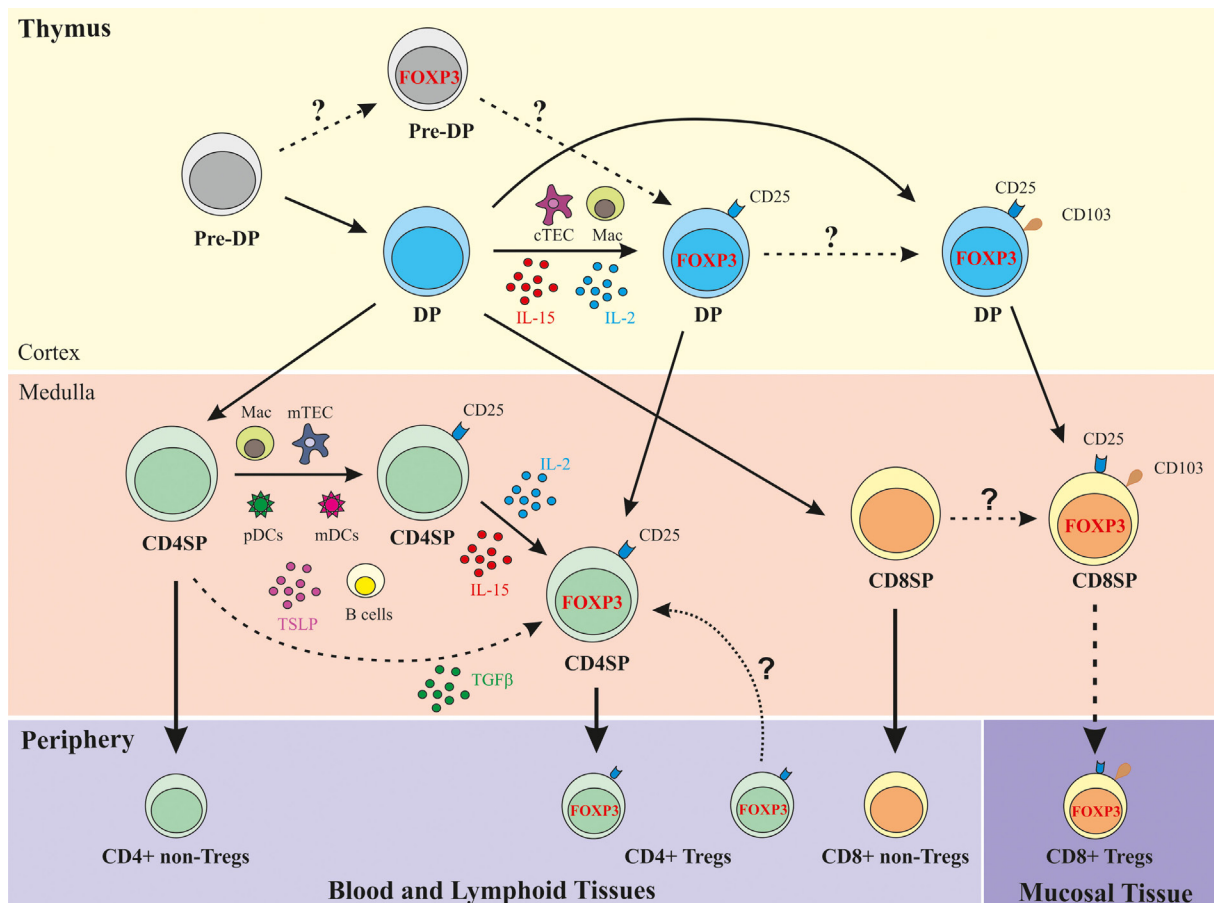 Thymus
FOXP3
?
?
Pre-DP
CD25
CD25
CD103
Pre-DP
cTEC
Mac
?
FOXP3
FOXP3
DP
IL-15
IL-2
DP
DP
Cortex
Medulla
Mac
mTEC
CD25
CD25
IL-2
CD103
?
FOXP3
pDCs
mDCs
CD4SP
CD4SP
CD25
CD8SP
CD8SP
IL-15
TSLP
B cells
FOXP3
CD4SP
?
TGFβ
Periphery
FOXP3
FOXP3
FOXP3
CD4+ non-Tregs
CD4+ Tregs
CD8+ non-Tregs
CD8+ Tregs
Blood and Lymphoid Tissues
Mucosal Tissue